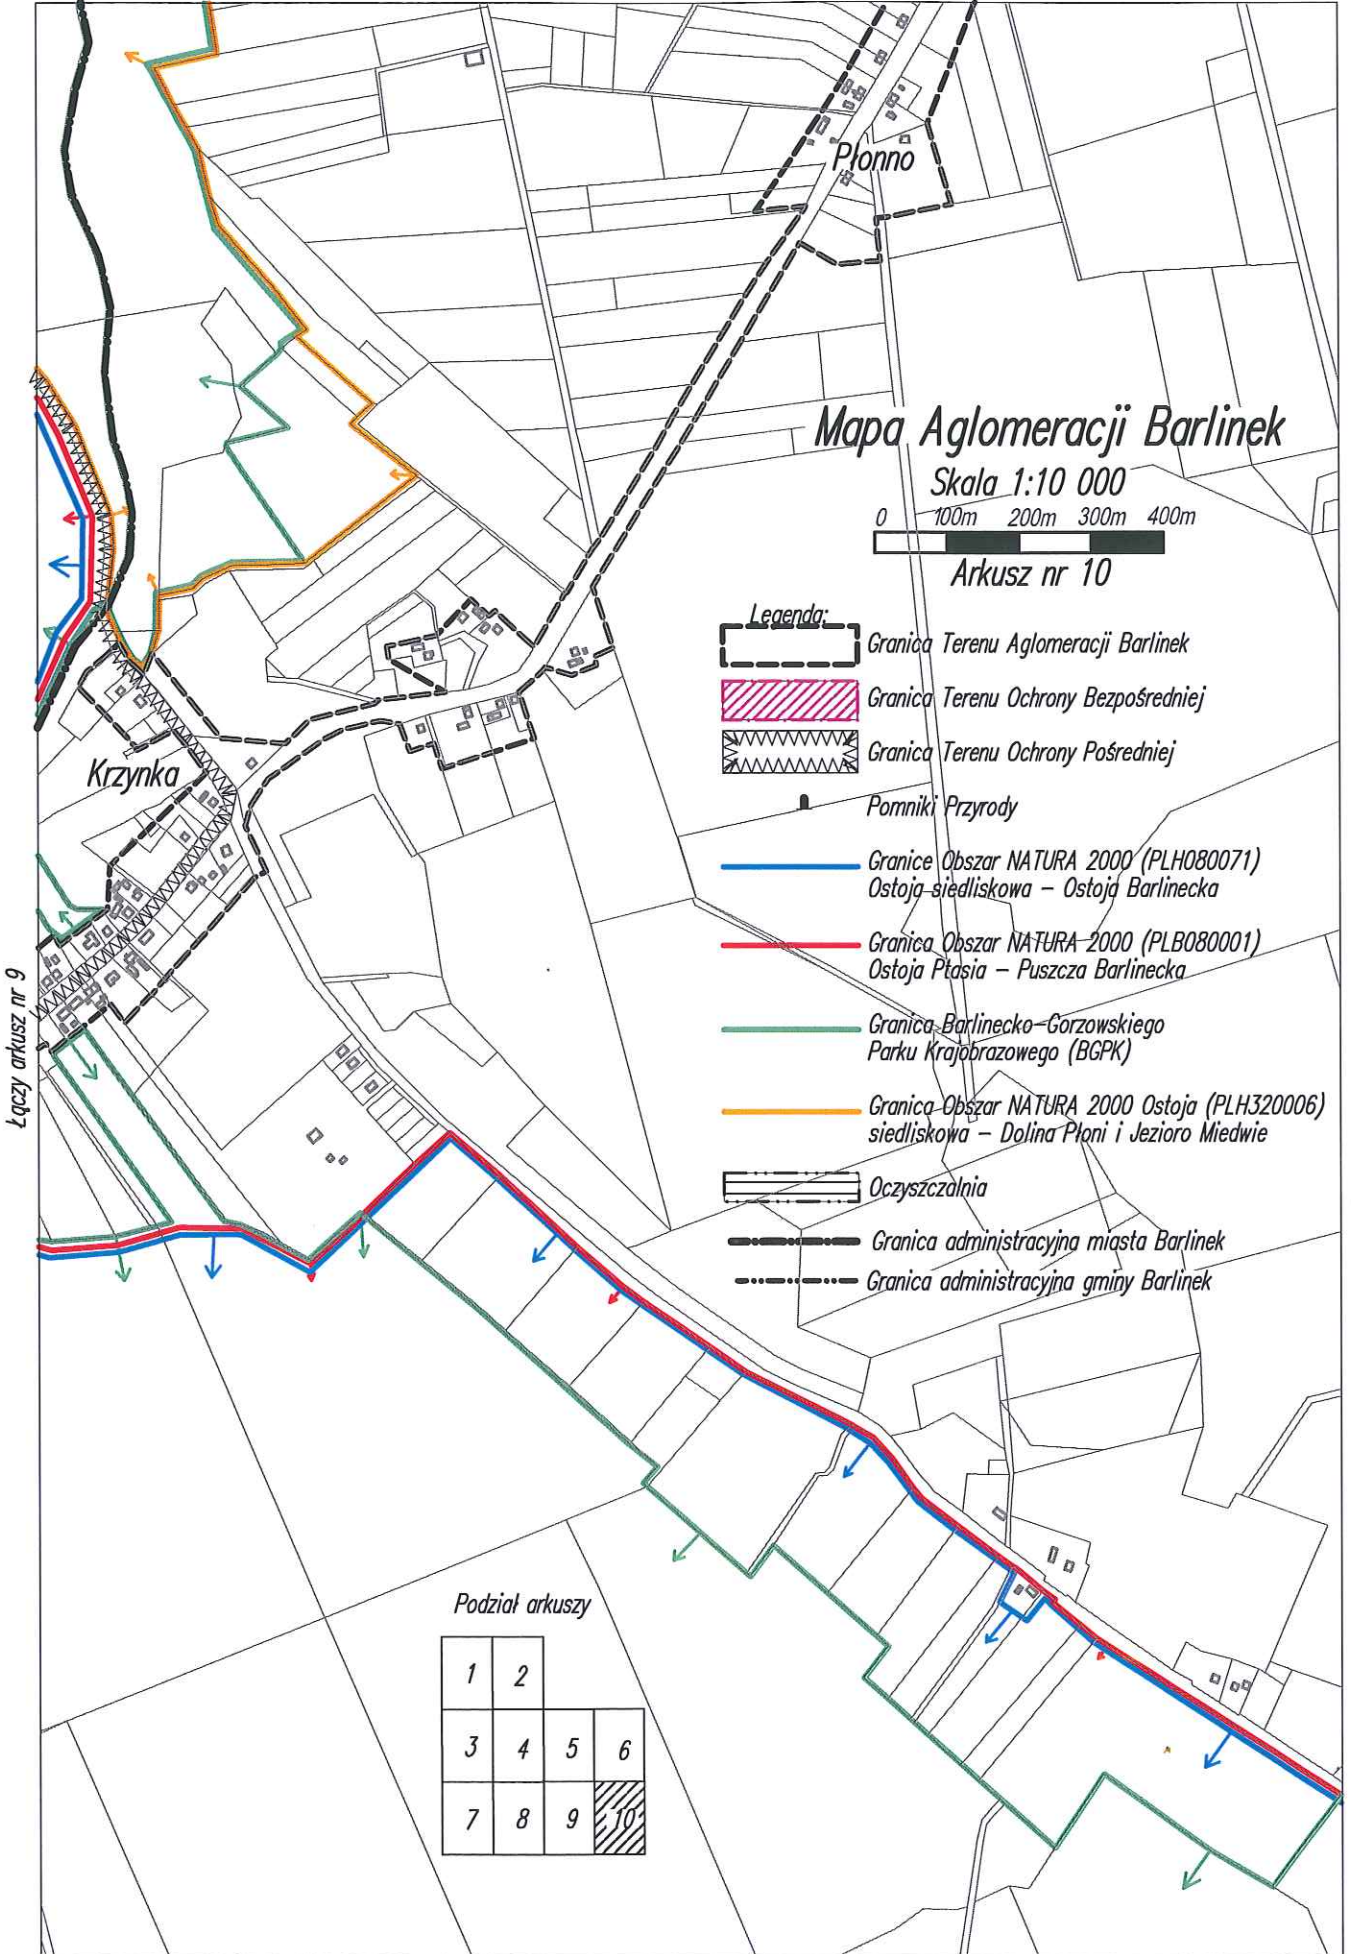 Płonno
Mapa Aglomeracji Barlinek
Skala 1:10 000
0 100m 200m 300m 400m
Arkusz nr 10
Legenda:
Granica Terenu Aglomeracji Barlinek
Granica Terenu Ochrony Bezpośredniej
Granica Terenu Ochrony Pośredniej
Pomniki Przyrody
Granice Obszar NATURA 2000 (PLH080071)
Ostoja siedliskowa – Ostoja Barlinecka
Granica Obszar NATURA 2000 (PLB080001)
Ostoja Ptasia – Puszcza Barlinecka
Granica Barlinecko-Gorzowskiego
Parku Krajobrazowego (BGPK)
Granica Obszar NATURA 2000 Ostoja (PLH320006)
siedliskowa – Dolina Płoni i Jezioro Miedwie
Oczyszczalnia
Granica administracyjna miasta Barlinek
Granica administracyjna gminy Barlinek
Krzynka
Łączy arkusz nr 9
Podział arkuszy
1 2
3 4 5 6
7 8 9 10